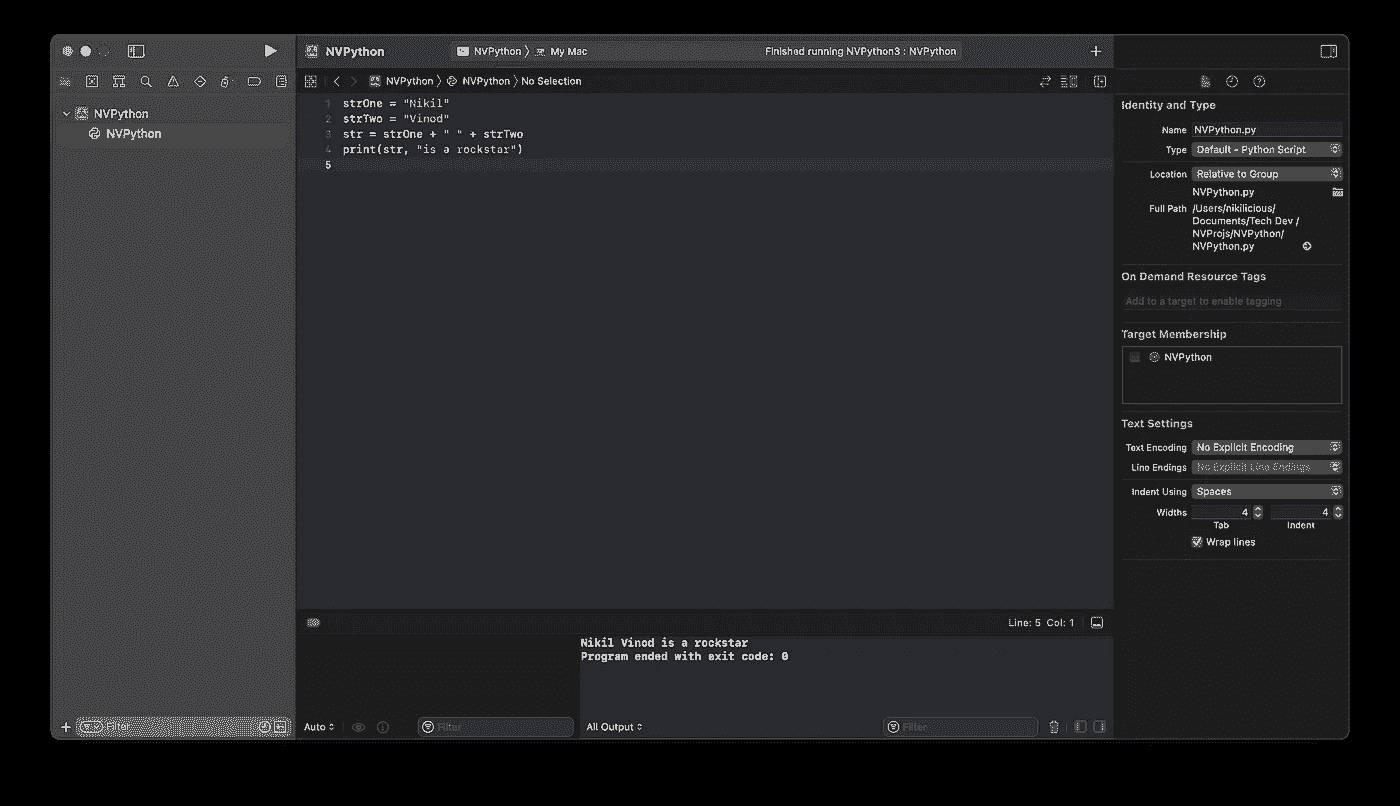 NVPython
NVPython 〉 My Mac
Finished running NVPython3 : NVPython
NVPython 〉 NVPython 〉 No Selection
NVPython
NVPython
Filter
1 strOne = "Nikil"
2 strTwo = "Vinod"
3 str = strOne + " " + strTwo
4 print(str, "is a rockstar")
5
Line: 5 Col: 1
Auto
Filter
Nikil Vinod is a rockstar
Program ended with exit code: 0
All Output
Filter
Identity and Type
Name NVPython.py
Type Default - Python Script
Location Relative to Group
NVPython.py
Full Path /Users/nikilicious/
Documents/Tech Dev /
NVProjs/NVPython/
NVPython.py
On Demand Resource Tags
Add to a target to enable tagging
Target Membership
NVPython
Text Settings
Text Encoding No Explicit Encoding
Line Endings No Explicit Line Endings
Indent Using Spaces
Widths 4 4
Tab Indent
Wrap lines